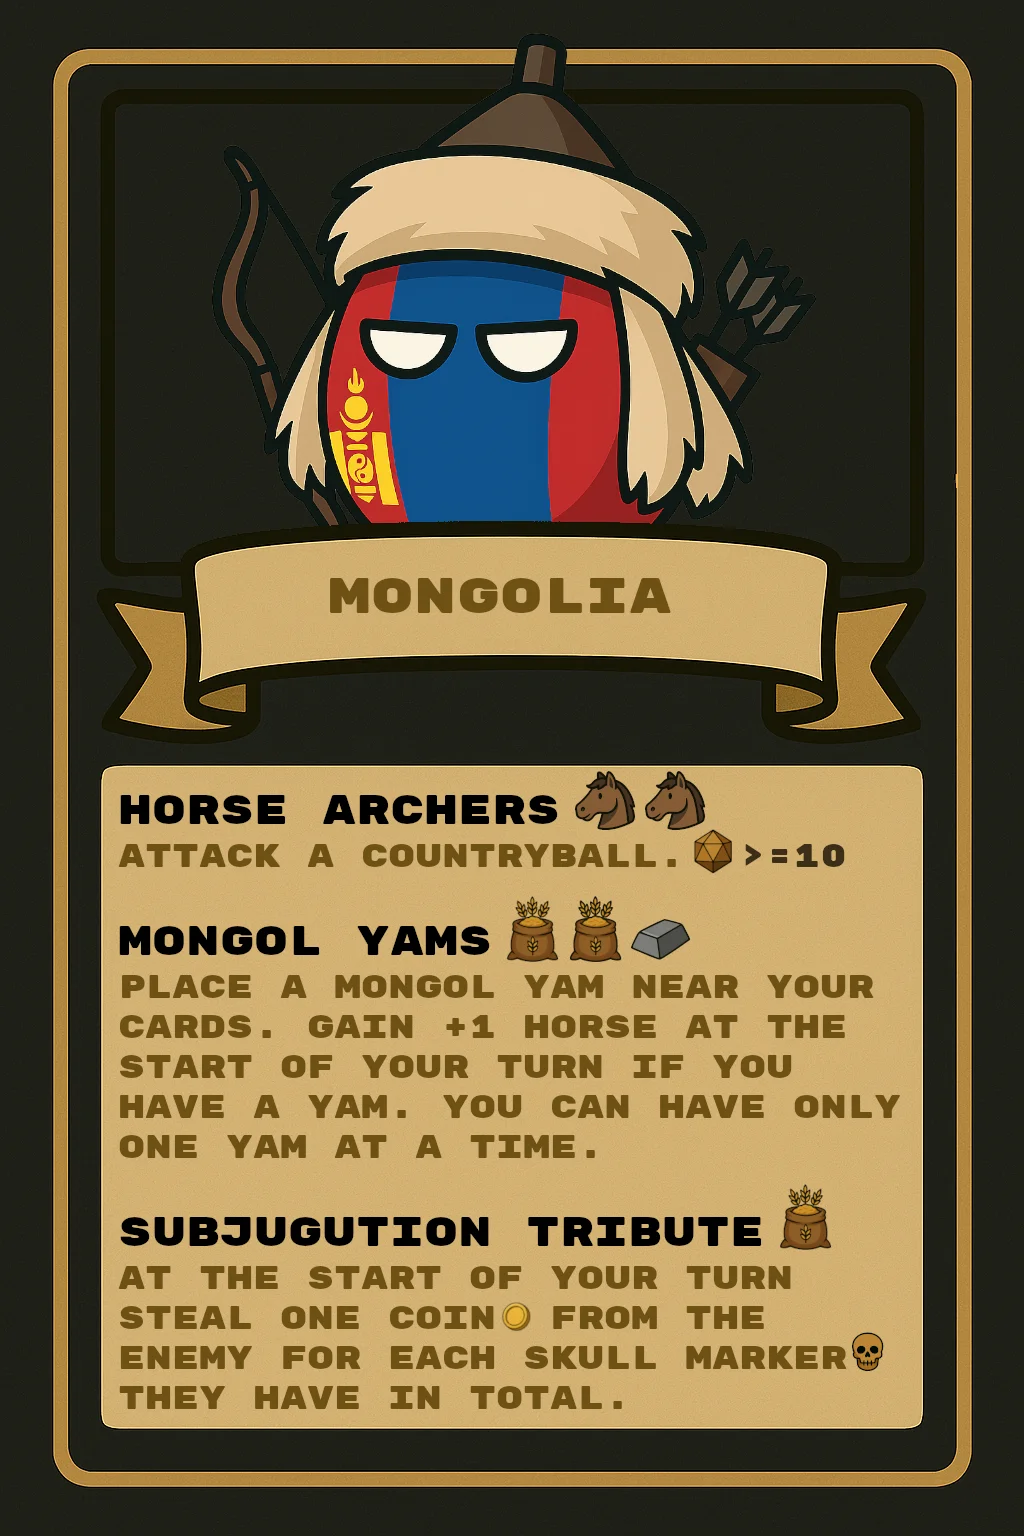 MONGOLIA
HORSE ARCHERS
ATTACK A COUNTRYBALL. >=10
MONGOL YAMS
PLACE A MONGOL YAM NEAR YOUR
CARDS. GAIN +1 HORSE AT THE
START OF YOUR TURN IF YOU
HAVE A YAM. YOU CAN HAVE ONLY
ONE YAM AT A TIME.
SUBJUGUTION TRIBUTE
AT THE START OF YOUR TURN
STEAL ONE COIN FROM THE
ENEMY FOR EACH SKULL MARKER
THEY HAVE IN TOTAL.